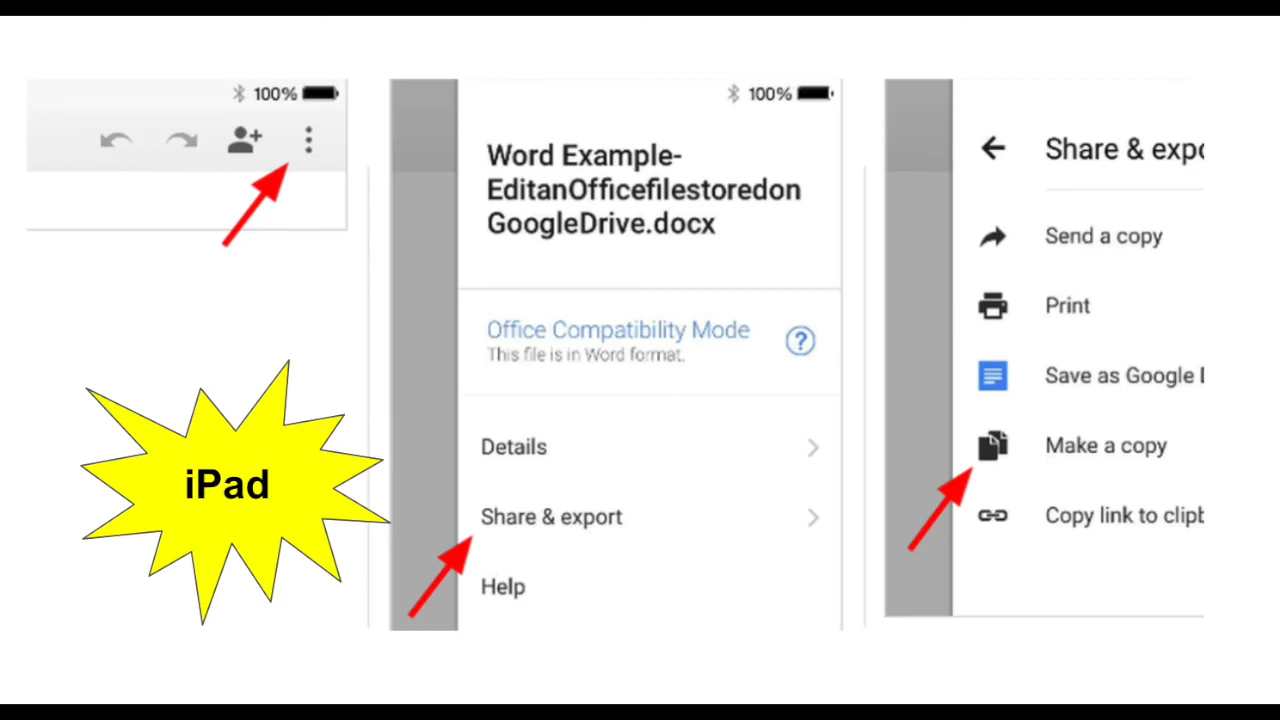 100%
iPad
100%
Word Example-
EditanOfficefilestoredon
GoogleDrive.docx
Office Compatibility Mode
?
This file is in Word format.
Details
Share & export
Help
Share & expo
Send a copy
Print
Save as Google
Make a copy
Copy link to clipb